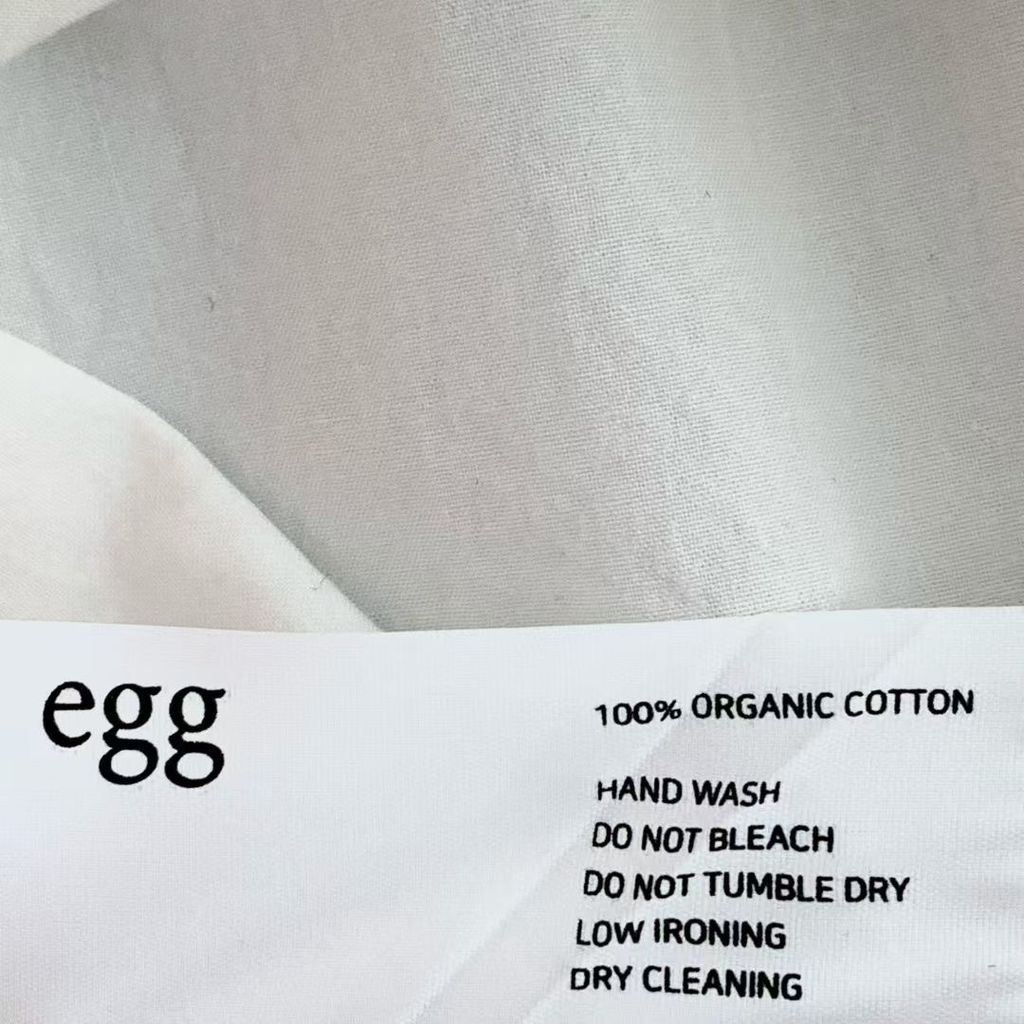 egg
100% ORGANIC COTTON
HAND WASH
DO NOT BLEACH
DO NOT TUMBLE DRY
LOW IRONING
DRY CLEANING